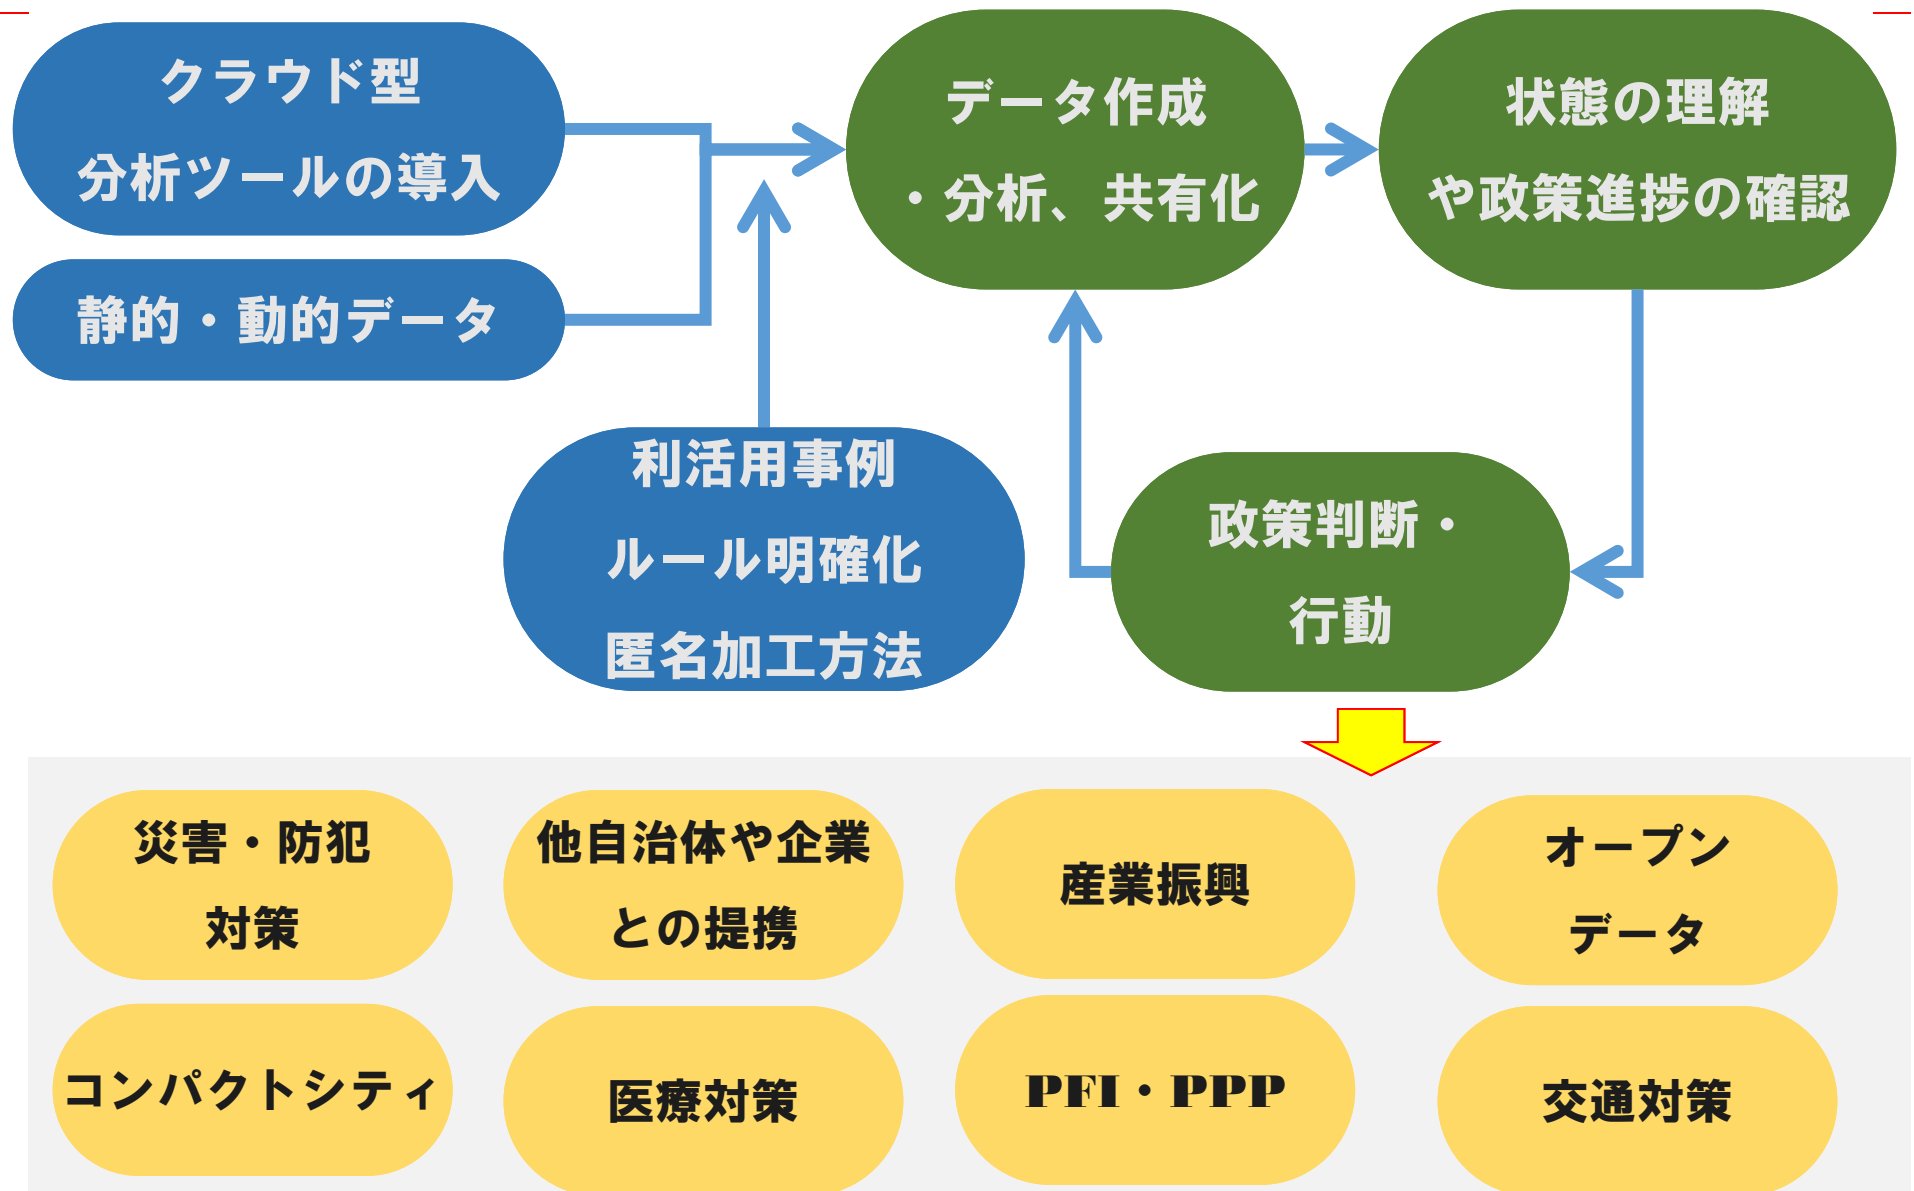 クラウド型
分析ツールの導入
静的・動的データ
データ作成
・分析、共有化
状態の理解
や政策進捗の確認
利活用事例
ルール明確化
匿名加工方法
政策判断・
行動
災害・防犯
対策
他自治体や企業
との提携
産業振興
オープン
データ
コンパクトシティ
医療対策
PFI・PPP
交通対策